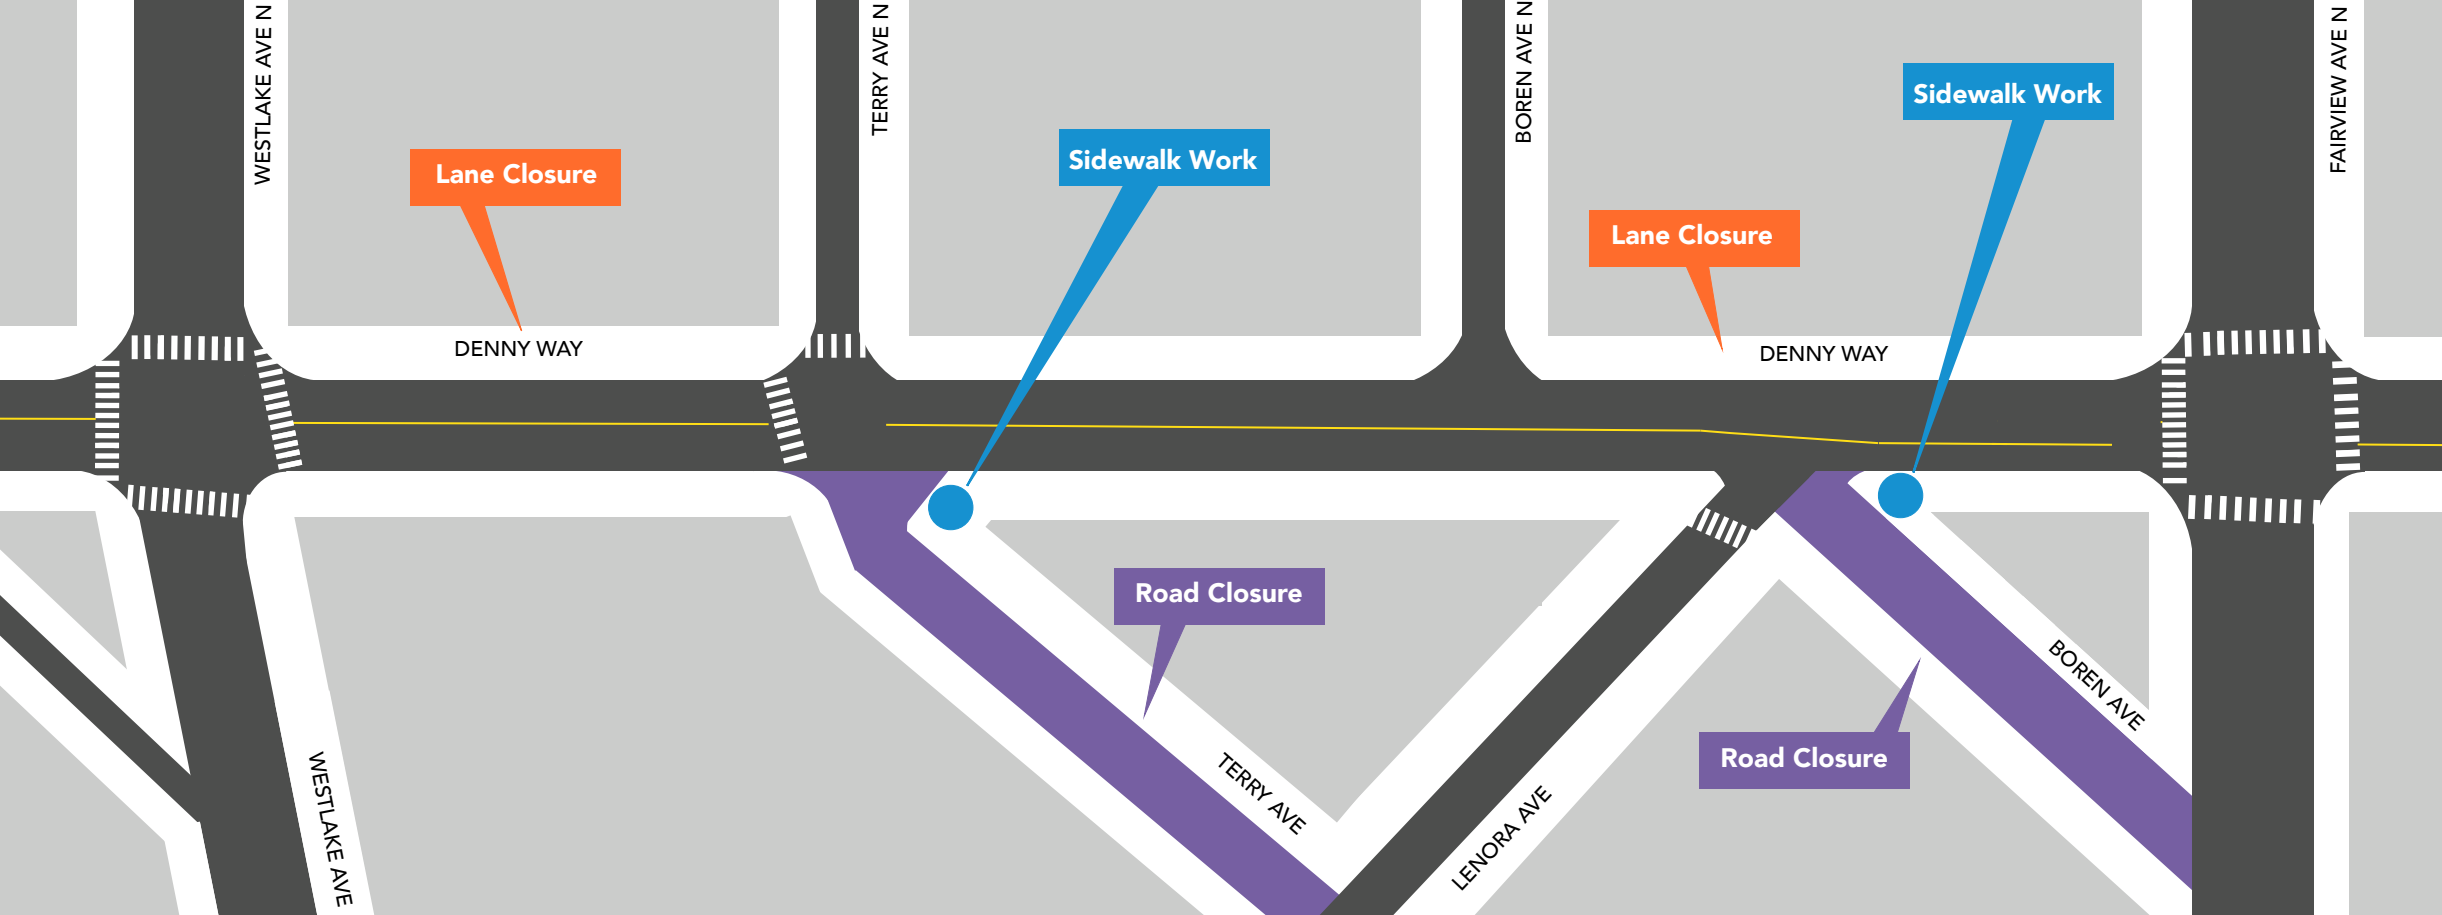 WESTLAKE AVE N
TERRY AVE N
BOREN AVE N
FAIRVIEW AVE N
Sidewalk Work
Sidewalk Work
Lane Closure
Lane Closure
DENNY WAY
DENNY WAY
Road Closure
BOREN AVE
Road Closure
TERRY AVE
WESTLAKE AVE
LENORA AVE